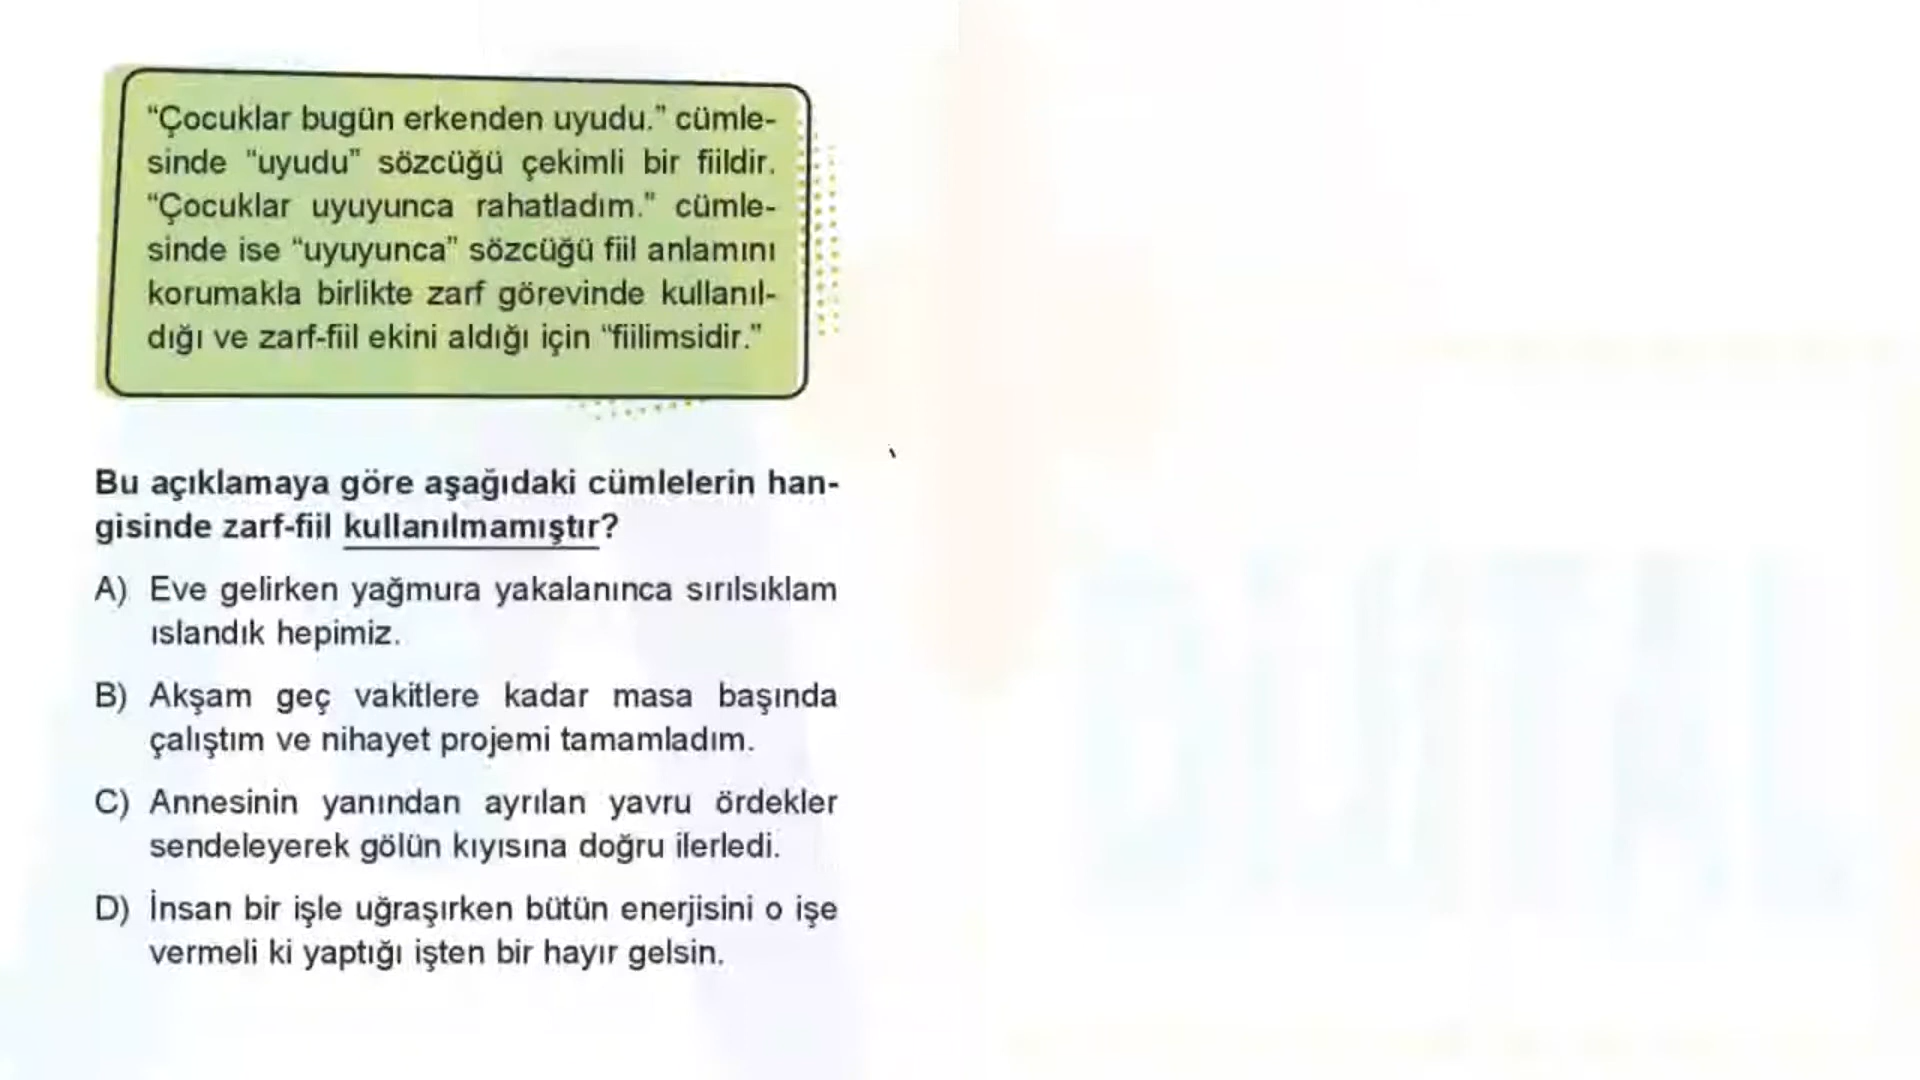 “Çocuklar bugün erkenden uyudu.” cümle-
sinde “uyudu” sözcüğü çekimli bir fiildir.
“Çocuklar uyuyunca rahatladım.” cümle-
sinde ise “uyuyunca” sözcüğü fiil anlamını
korumakla birlikte zarf görevinde kullanıl-
dığı ve zarf-fiil ekini aldığı için “fiilimsidir.”
Bu açıklamaya göre aşağıdaki cümlelerin han-
gisinde zarf-fiil kullanılmamıştır?
A) Eve gelirken yağmura yakalanınca sırılsıklam
ıslandık hepimiz.
B) Akşam geç vakitlere kadar masa başında
çalıştım ve nihayet projemi tamamladım.
C) Annesinin yanından ayrılan yavru ördekler
sendeleyerek gölün kıyısına doğru ilerledi.
D) İnsan bir işle uğraşırken bütün enerjisini o işe
vermeli ki yaptığı işten bir hayır gelsin.
DİJİTAL